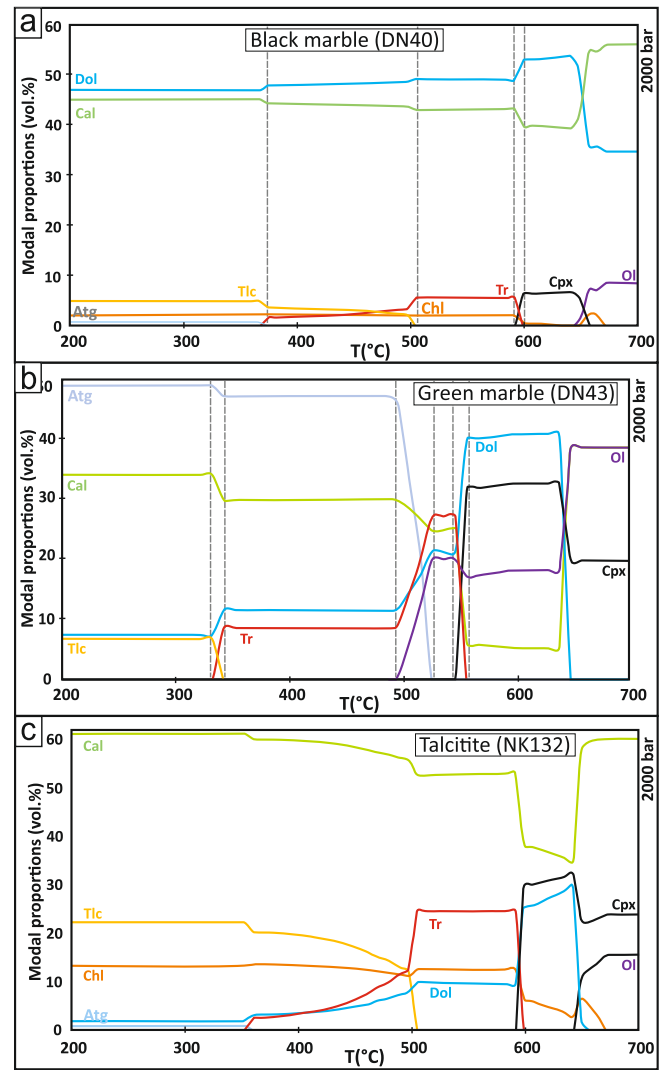 a
60
Black marble (DN40)
2000 bar
Dol
50
Cal
40
Modal proportions (vol.%)
30
20
10
Tlc
Tr
Cpx
Ol
Atg
Chl
0
200
300
400
500
600
700
T(°C)
b
50
Green marble (DN43)
2000 bar
Atg
Dol
Ol
40
Cal
Modal proportions (vol.%)
30
20
Cpx
10
Tlc
Tr
0
200
300
400
500
600
700
T(°C)
c
60
Talcitite (NK132)
2000 bar
Cal
50
40
Modal proportions (vol.%)
30
Tlc
Tr
Cpx
20
Chl
Ol
10
Dol
Atg
0
200
300
400
500
600
700
T(°C)